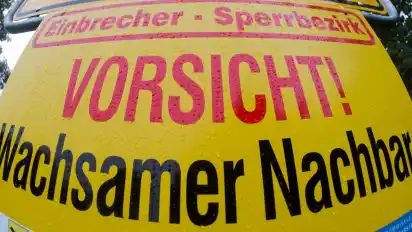 Einbrecher - Sperrbezirk
VORSICHT!
Wachsamer Nachbar